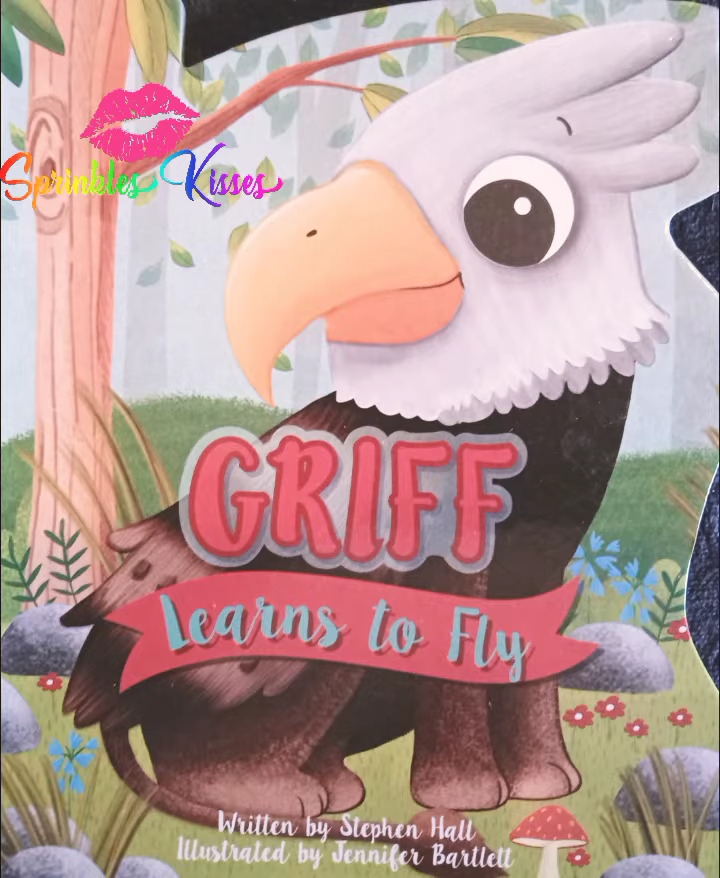 Sprinkles Kisses
GRIFF
Learns to Fly
Written by Stephen Hall
Illustrated by Jennifer Bartlett